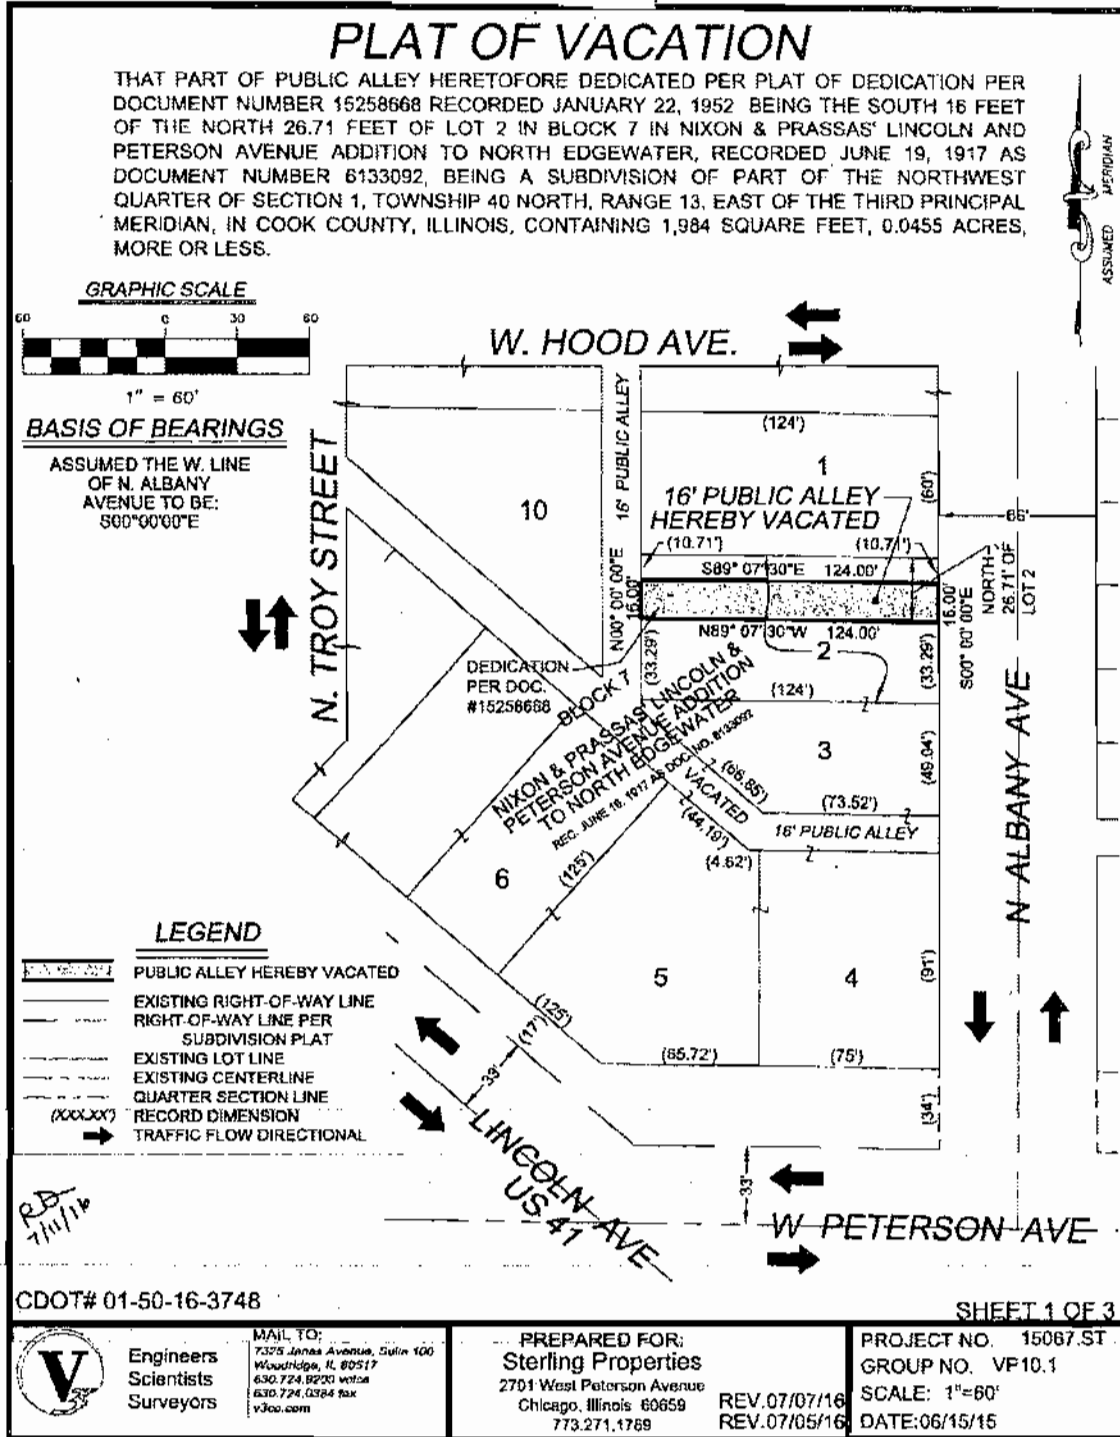 PLAT OF VACATION
THAT PART OF PUBLIC ALLEY HERETOFORE DEDICATED PER PLAT OF DEDICATION PER
DOCUMENT NUMBER 15258668 RECORDED JANUARY 22, 1952 BEING THE SOUTH 16 FEET
OF THE NORTH 26.71 FEET OF LOT 2 IN BLOCK 7 IN NIXON & PRASSAS' LINCOLN AND
PETERSON AVENUE ADDITION TO NORTH EDGEWATER, RECORDED JUNE 19, 1917 AS
DOCUMENT NUMBER 6133092, BEING A SUBDIVISION OF PART OF THE NORTHWEST
QUARTER OF SECTION 1, TOWNSHIP 40 NORTH, RANGE 13, EAST OF THE THIRD PRINCIPAL
MERIDIAN, IN COOK COUNTY, ILLINOIS, CONTAINING 1,984 SQUARE FEET, 0.0455 ACRES,
MORE OR LESS.
ASSUMED MERIDIAN
GRAPHIC SCALE
60 0 30 60
1" = 60'
BASIS OF BEARINGS
ASSUMED THE W. LINE
OF N. ALBANY
AVENUE TO BE:
S00°00'00"E
W. HOOD AVE.
N. TROY STREET
16' PUBLIC ALLEY
(124')
1
(60')
10
16' PUBLIC ALLEY
HEREBY VACATED
66'
(10.71')
(10.71')
S89° 07' 30"E 124.00'
N00° 00' 00"E
16.00'
16.00'
S00° 00' 00"E
NORTH
26.71' OF
LOT 2
N89° 07' 30"W 124.00'
2
(33.29')
(33.29')
DEDICATION
PER DOC.
#15258668
(124')
BLOCK 7
NIXON & PRASSAS' LINCOLN &
PETERSON AVENUE ADDITION
TO NORTH EDGEWATER
REC. JUNE 19, 1917 AS DOC. NO. 6133092
3
(49.04')
(66.85')
(73.52')
VACATED
16' PUBLIC ALLEY
(44.19')
(4.62')
(125')
6
N ALBANY AVE
5
4
(91')
(125')
(17')
33'
(65.72')
(75')
(34')
33'
LEGEND
PUBLIC ALLEY HEREBY VACATED
EXISTING RIGHT-OF-WAY LINE
RIGHT-OF-WAY LINE PER
SUBDIVISION PLAT
EXISTING LOT LINE
EXISTING CENTERLINE
QUARTER SECTION LINE
(XXX.XX') RECORD DIMENSION
TRAFFIC FLOW DIRECTIONAL
LINCOLN AVE
US 41
W PETERSON AVE
RD
7/11/16
CDOT# 01-50-16-3748
SHEET 1 OF 3
V3
Engineers
Scientists
Surveyors
MAIL TO:
7325 Janes Avenue, Suite 100
Woodridge, IL 60517
630.724.9200 voice
630.724.0384 fax
v3co.com
PREPARED FOR:
Sterling Properties
2701 West Peterson Avenue
Chicago, Illinois 60659
773.271.1789
REV.07/07/16
REV.07/05/16
PROJECT NO. 15067.ST
GROUP NO. VP10.1
SCALE: 1"=60'
DATE:06/15/15